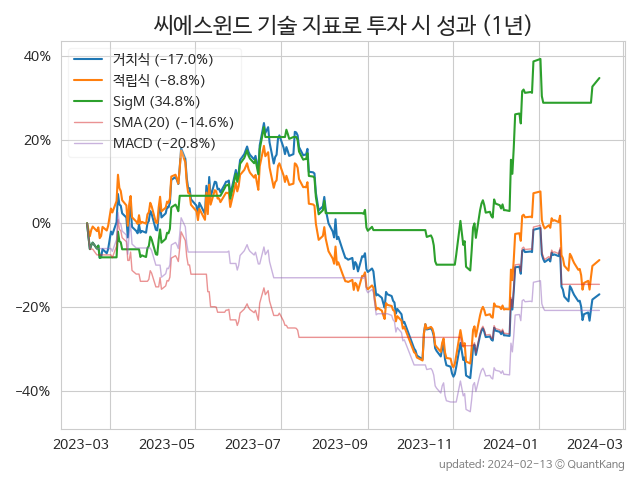 씨에스윈드 기술 지표로 투자 시 성과 (1년)
40%
20%
0%
−20%
−40%
거치식 (−17.0%)
적립식 (−8.8%)
SigM (34.8%)
SMA(20) (−14.6%)
MACD (−20.8%)
2023-03 2023-05 2023-07 2023-09 2023-11 2024-01 2024-03
updated: 2024-02-13 © QuantKang